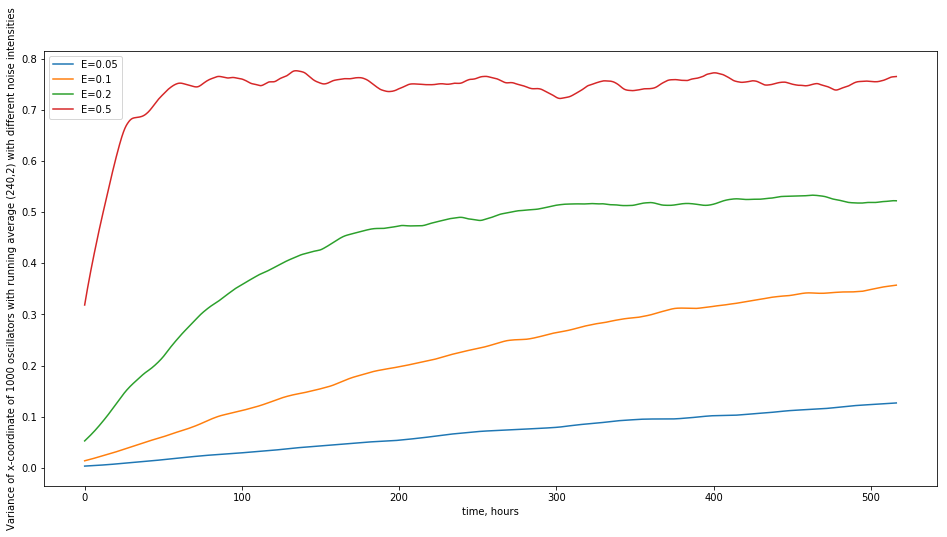 Variance of x-coordinate of 1000 oscillators with running average (240,2) with different noise intensities
E=0.05
E=0.1
E=0.2
E=0.5
0.8
0.7
0.6
0.5
0.4
0.3
0.2
0.1
0.0
0 100 200 300 400 500
time, hours